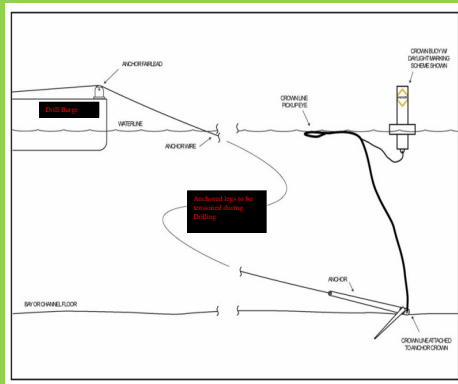 CROWN BUOY W/
DAYLIGHT MARKING
SCHEME SHOWN
ANCHOR FAIRLEAD
CROWN LINE
PICKUP EYE
Drill Barge
WATERLINE
ANCHOR WIRE
Anchored legs to be
tensioned during
Drilling
ANCHOR
BAY OR CHANNEL FLOOR
CROWN LINE ATTACHED
TO ANCHOR CROWN